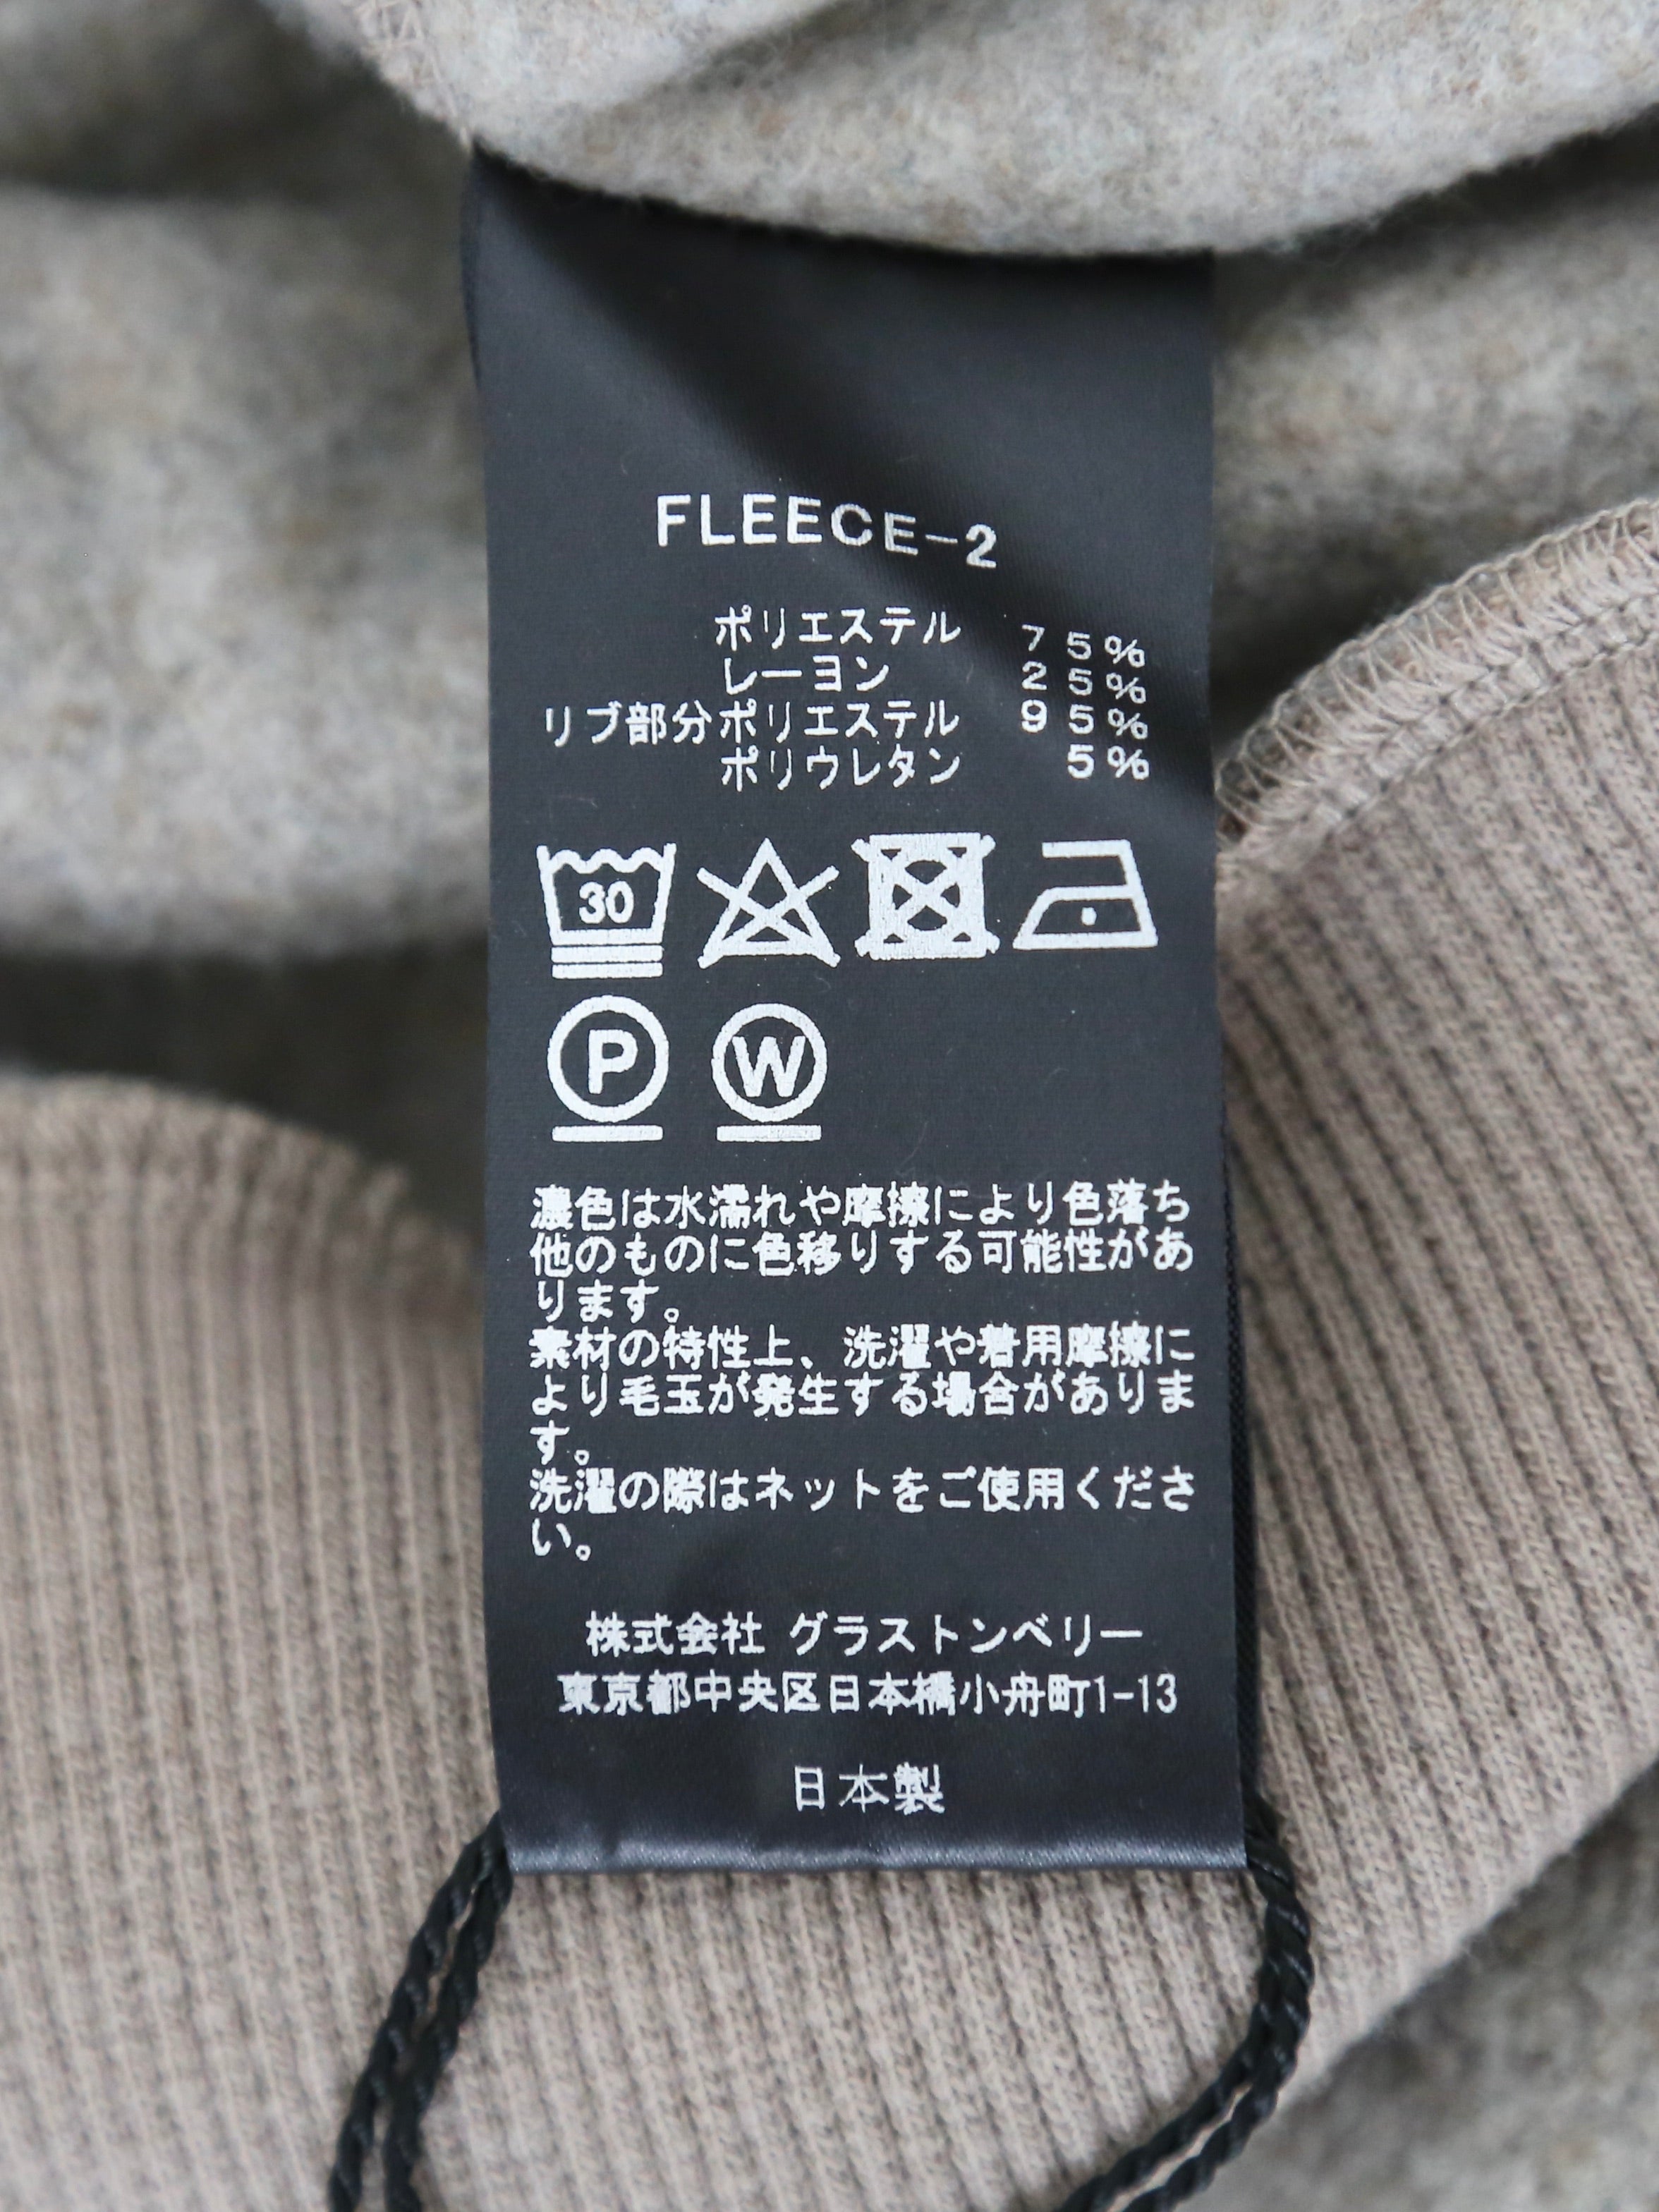 FLEECE-2
ポリエステル 75%
レーヨン 25%
リブ部分ポリエステル 95%
ポリウレタン 5%
30
P W
濃色は水濡れや摩擦により色落ち
他のものに色移りする可能性があ
ります。
素材の特性上、洗濯や着用摩擦に
より毛玉が発生する場合がありま
す。
洗濯の際はネットをご使用くださ
い。
株式会社 グラストンベリー
東京都中央区日本橋小舟町1-13
日本製